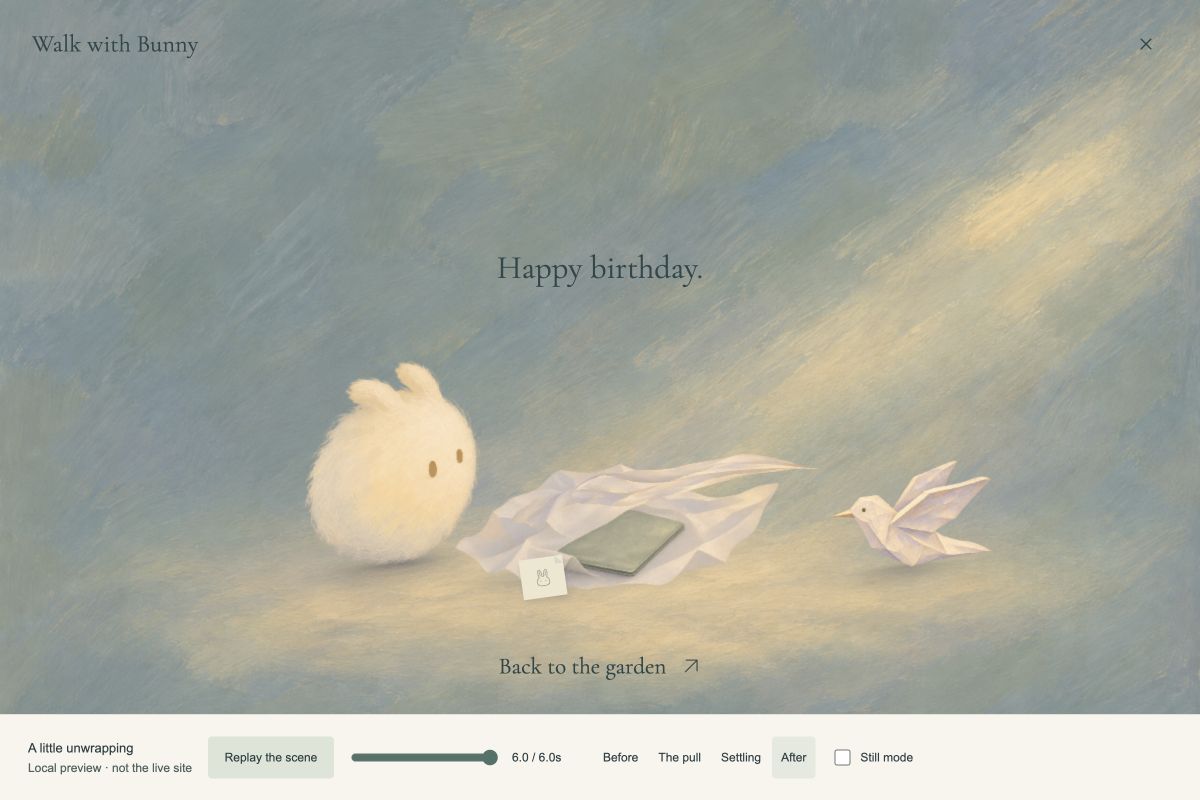 Walk with Bunny
Happy birthday.
Back to the garden
A little unwrapping
Local preview · not the live site
Replay the scene
6.0 / 6.0s
Before
The pull
Settling
After
Still mode